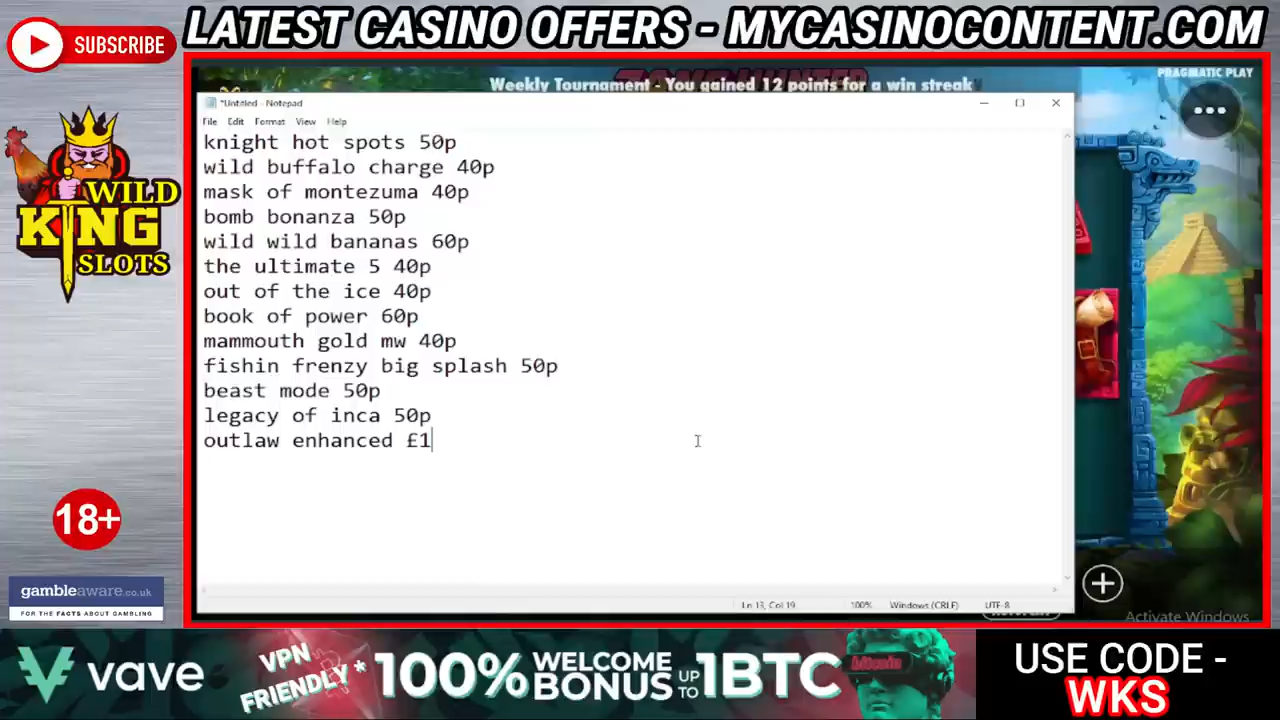 SUBSCRIBE
LATEST CASINO OFFERS - MYCASINOCONTENT.COM
Weekly Tournament - You gained 12 points for a win streak
PRAGMATIC PLAY
*Untitled - Notepad
File Edit Format View Help
knight hot spots 50p
wild buffalo charge 40p
mask of montezuma 40p
bomb bonanza 50p
wild wild bananas 60p
the ultimate 5 40p
out of the ice 40p
book of power 60p
mammouth gold mw 40p
fishin frenzy big splash 50p
beast mode 50p
legacy of inca 50p
outlaw enhanced £1
Ln 13, Col 19 100% Windows (CRLF) UTF-8
Activate Windows
WILD
KING
SLOTS
18+
gambleaware.co.uk
FOR THE FACTS ABOUT GAMBLING
vave
VPN
FRIENDLY *
100% WELCOME BONUS UP TO 1BTC
bitcoin
USE CODE -
WKS